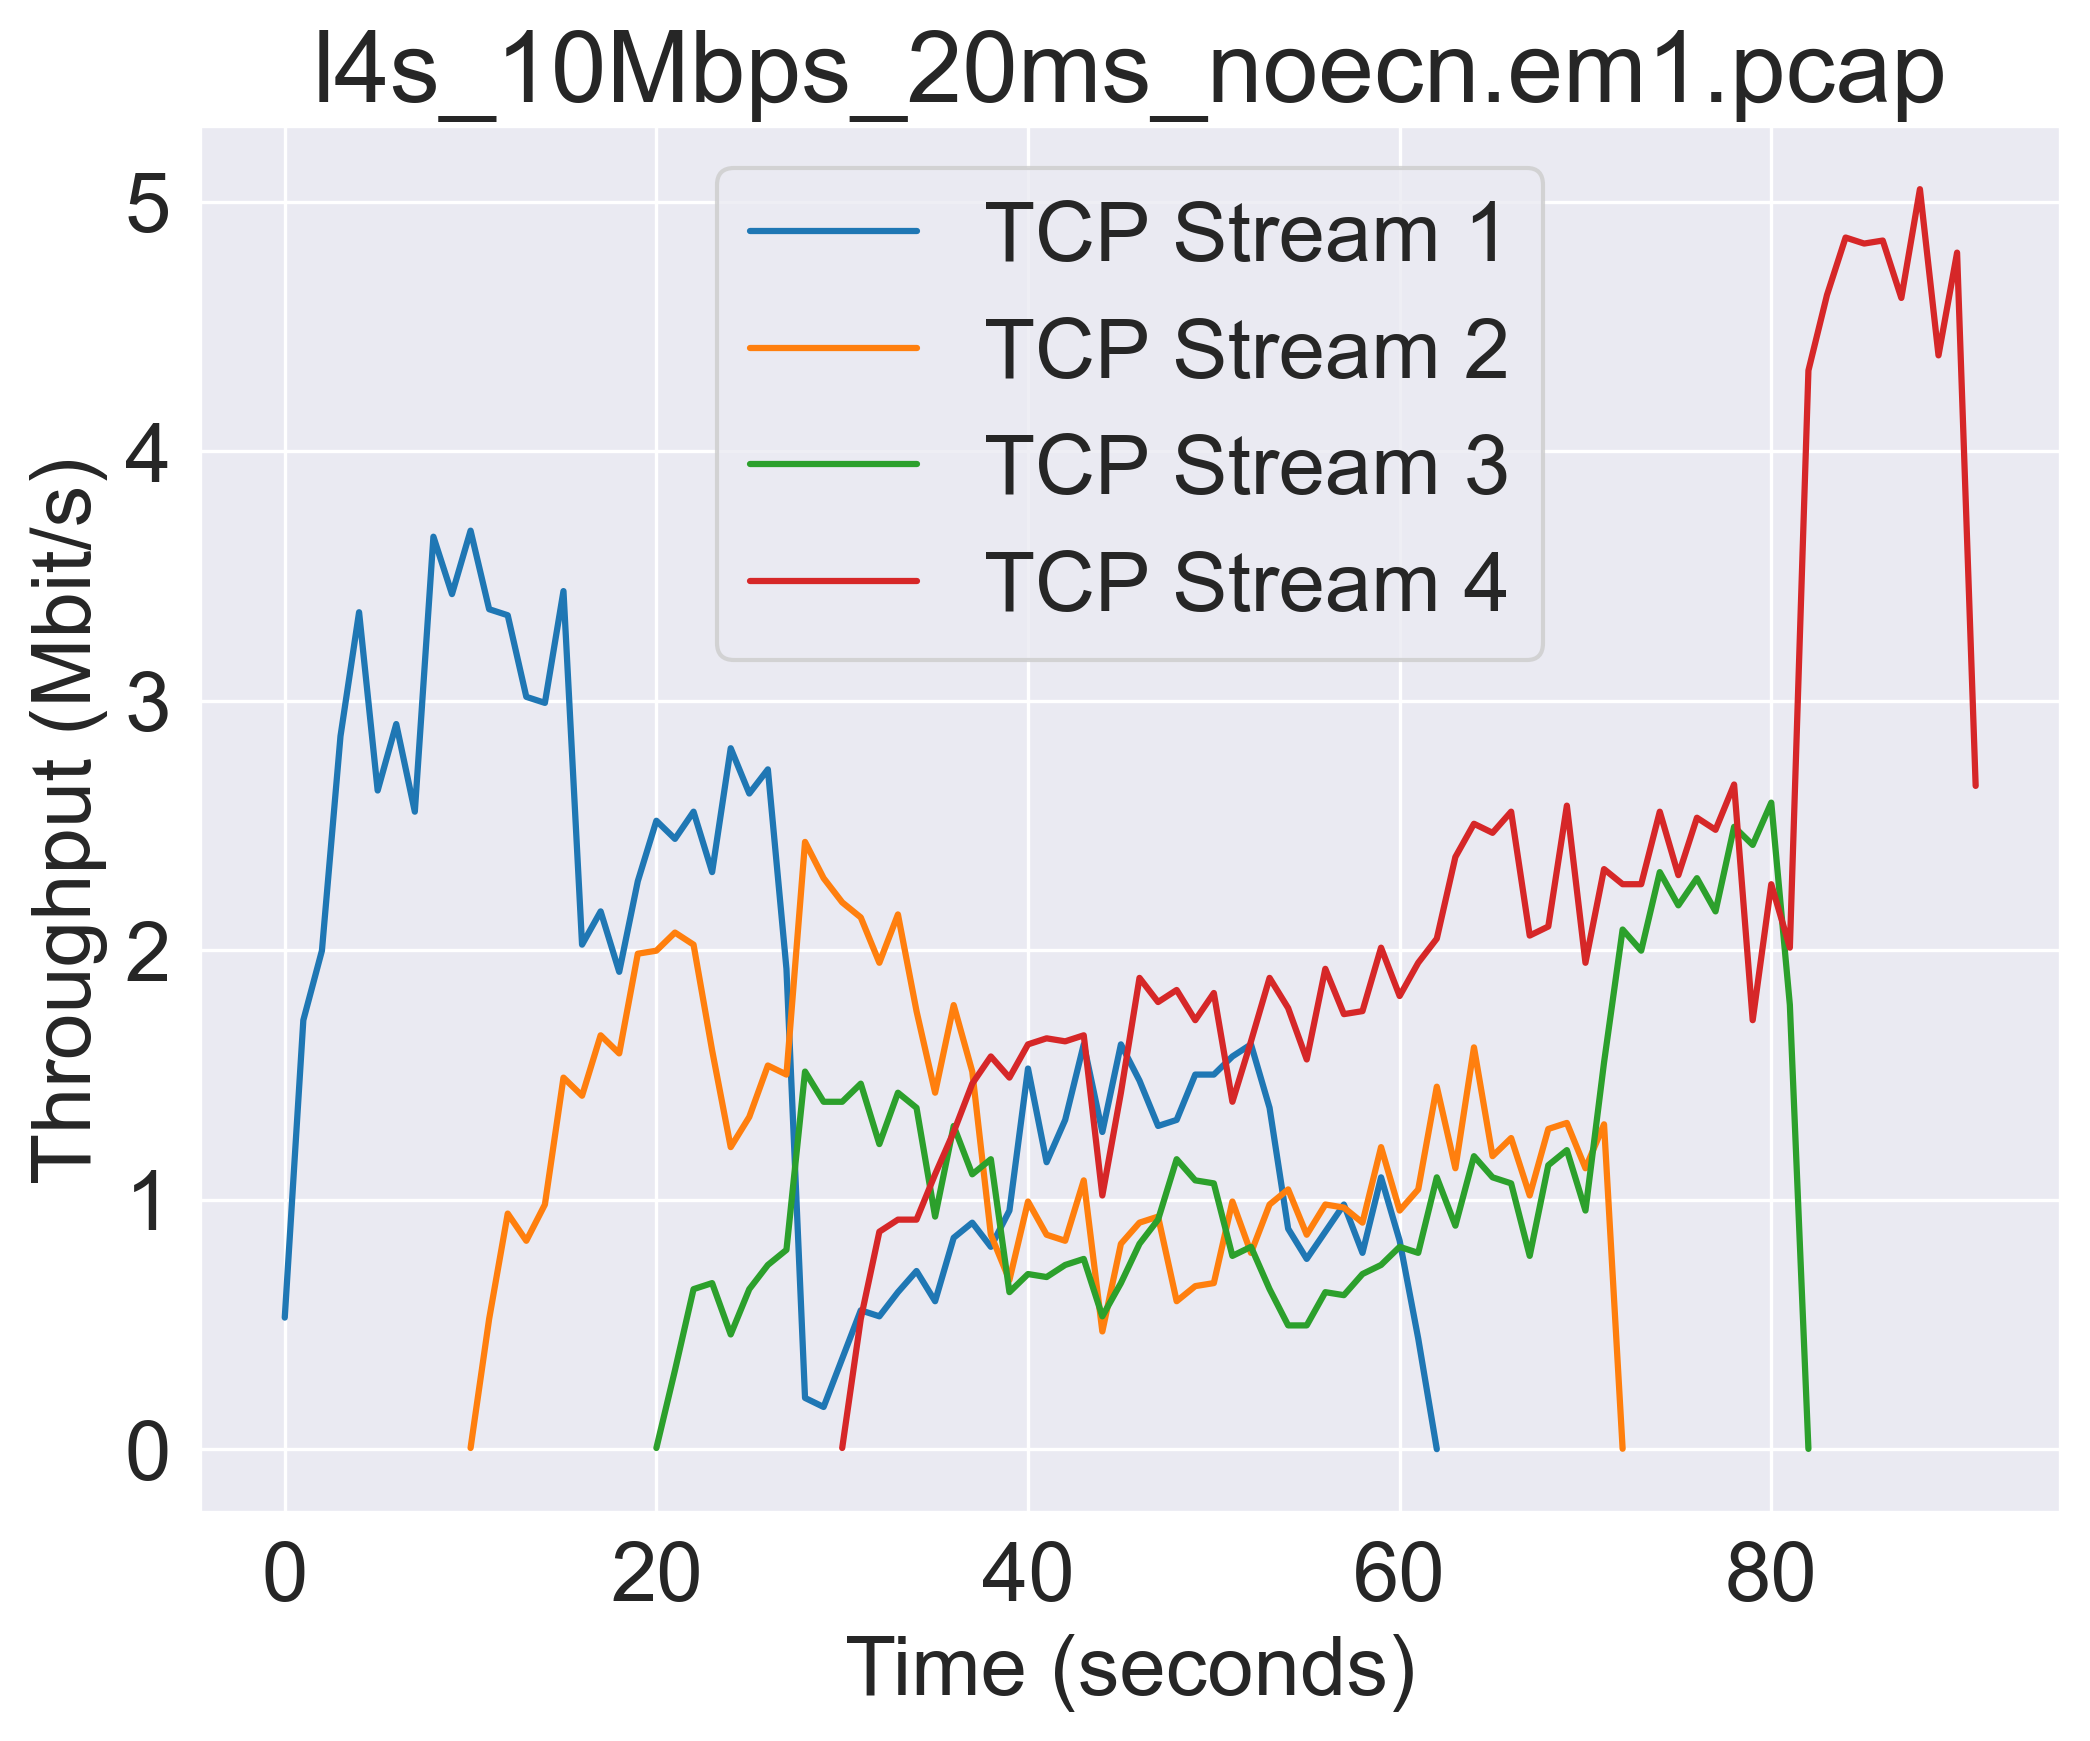 l4s_10Mbps_20ms_noecn.em1.pcap
TCP Stream 1
TCP Stream 2
TCP Stream 3
TCP Stream 4
Throughput (Mbit/s)
5
4
3
2
1
0
0 20 40 60 80
Time (seconds)